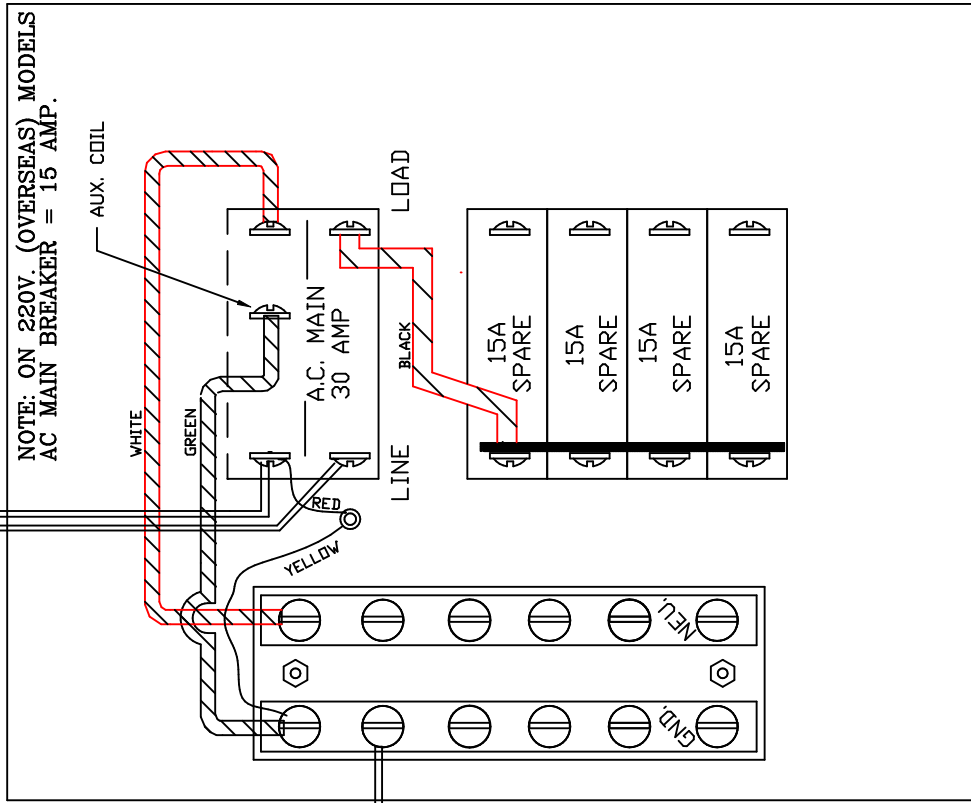 NOTE: ON 220V. (OVERSEAS) MODELS
AC MAIN BREAKER = 15 AMP.
AUX. COIL
WHITE
GREEN
A.C. MAIN
30 AMP
LOAD
LINE
BLACK
RED
YELLOW
15A
SPARE
15A
SPARE
15A
SPARE
15A
SPARE
NEU.
GND.